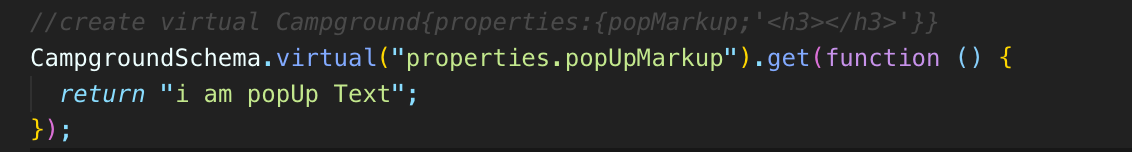 //create virtual Campground{properties:{popMarkup;'<h3></h3>'}}
CampgroundSchema.virtual("properties.popUpMarkup").get(function () {
  return "i am popUp Text";
});